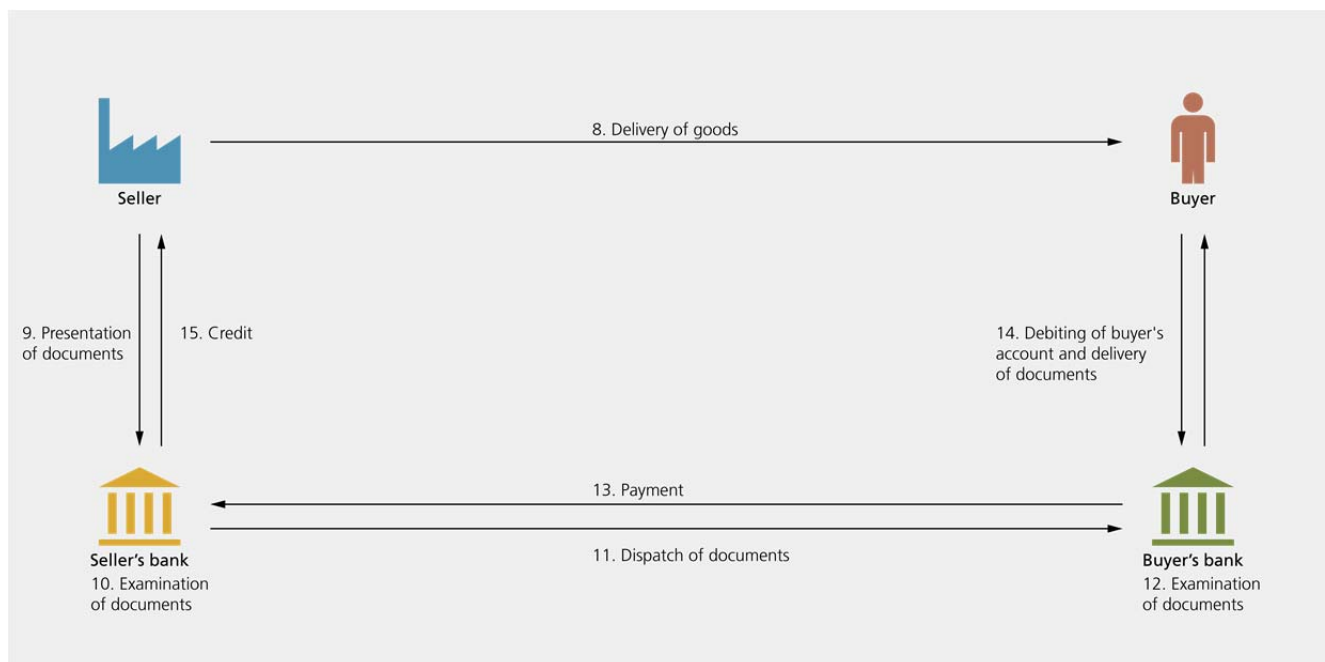 8. Delivery of goods
Seller
Buyer
9. Presentation
of documents
15. Credit
14. Debiting of buyer's
account and delivery
of documents
13. Payment
11. Dispatch of documents
Seller’s bank
10. Examination
of documents
Buyer’s bank
12. Examination
of documents